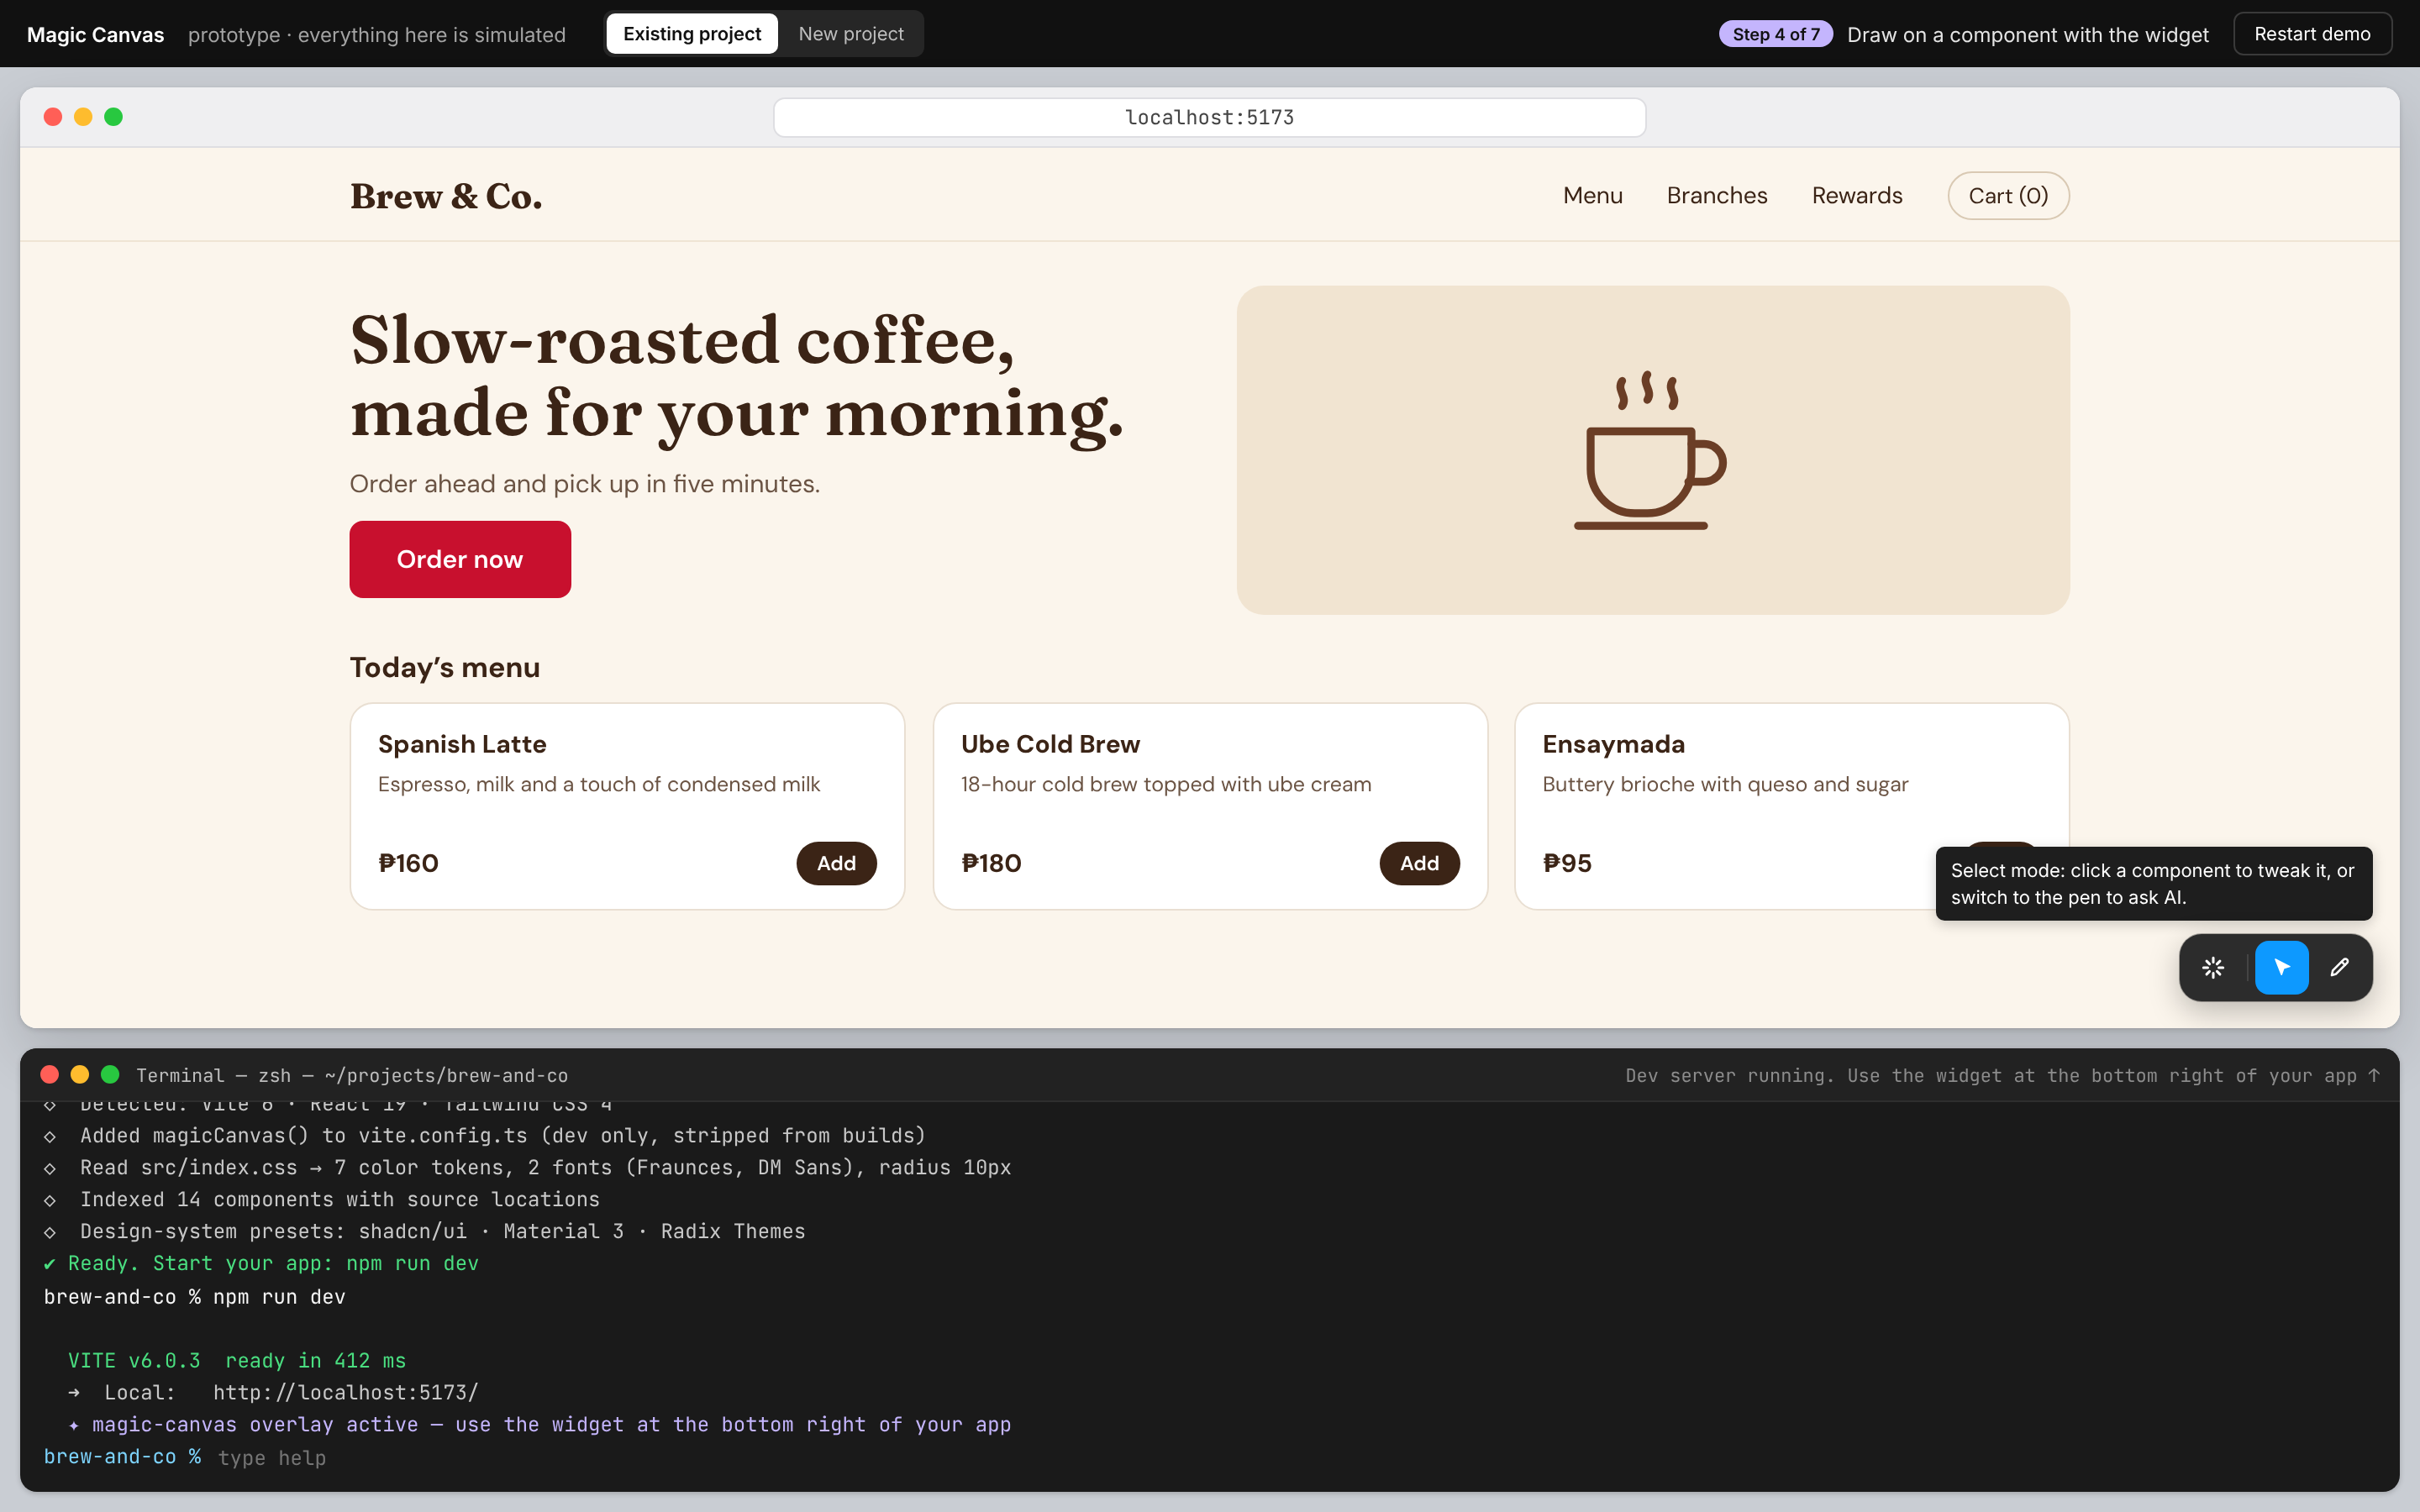 Magic Canvas prototype · everything here is simulated Existing project New project Step 4 of 7 Draw on a component with the widget Restart demo
localhost:5173
Brew & Co. Menu Branches Rewards Cart (0)
Slow-roasted coffee,
made for your morning.
Order ahead and pick up in five minutes.
Order now
Today’s menu
Spanish Latte
Espresso, milk and a touch of condensed milk
₱160 Add
Ube Cold Brew
18-hour cold brew topped with ube cream
₱180 Add
Ensaymada
Buttery brioche with queso and sugar
₱95
Select mode: click a component to tweak it, or
switch to the pen to ask AI.
Terminal — zsh — ~/projects/brew-and-co Dev server running. Use the widget at the bottom right of your app ↑
◇ Detected: Vite 6 · React 19 · Tailwind CSS 4
◇ Added magicCanvas() to vite.config.ts (dev only, stripped from builds)
◇ Read src/index.css → 7 color tokens, 2 fonts (Fraunces, DM Sans), radius 10px
◇ Indexed 14 components with source locations
◇ Design-system presets: shadcn/ui · Material 3 · Radix Themes
✔ Ready. Start your app: npm run dev
brew-and-co % npm run dev
VITE v6.0.3 ready in 412 ms
➜ Local: http://localhost:5173/
✦ magic-canvas overlay active — use the widget at the bottom right of your app
brew-and-co % type help